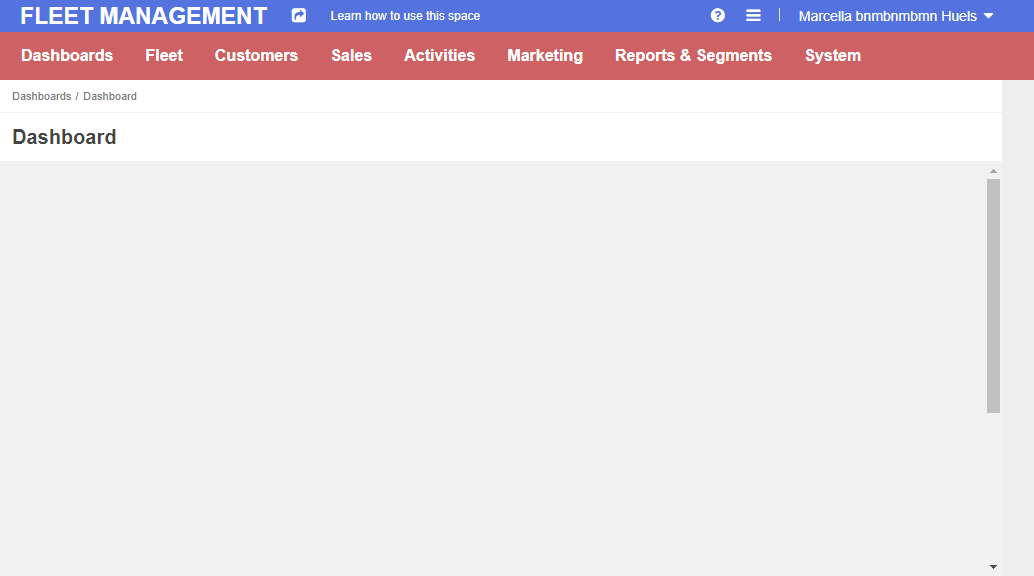 FLEET MANAGEMENT Learn how to use this space Marcella bnmbnmbmn Huels
Dashboards Fleet Customers Sales Activities Marketing Reports & Segments System
Dashboards / Dashboard
Dashboard